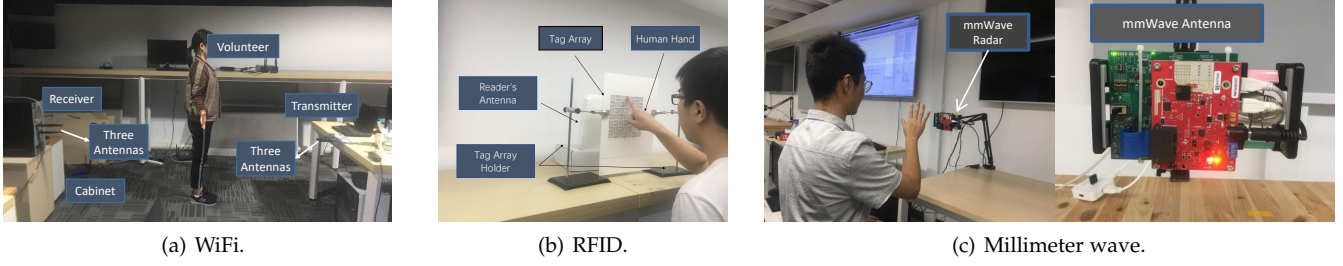 Volunteer
Receiver
Transmitter
Three
Antennas
Three
Antennas
Cabinet
(a) WiFi.
Tag Array
Human Hand
Reader's
Antenna
Tag Array
Holder
(b) RFID.
mmWave
Radar
mmWave Antenna
(c) Millimeter wave.